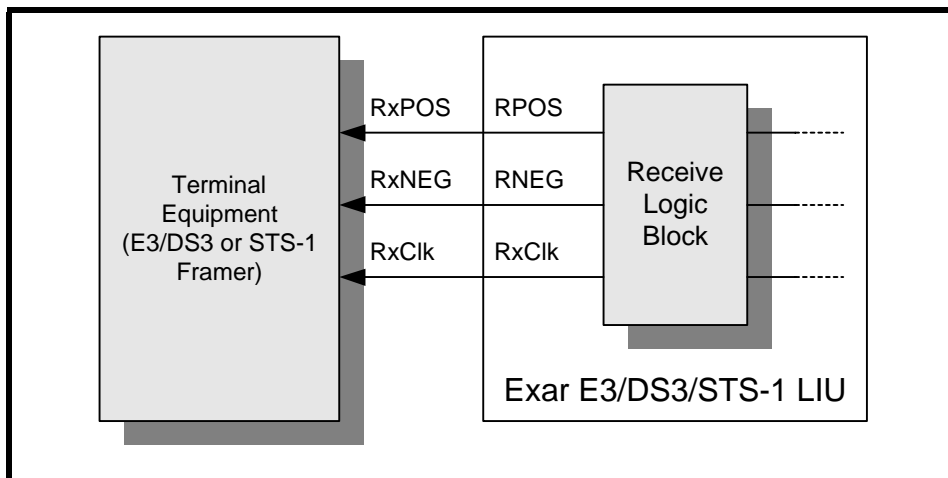 Terminal
Equipment
(E3/DS3 or STS-1
Framer)
RxPOS
RxNEG
RxClk
RPOS
RNEG
RxClk
Receive
Logic
Block
Exar E3/DS3/STS-1 LIU